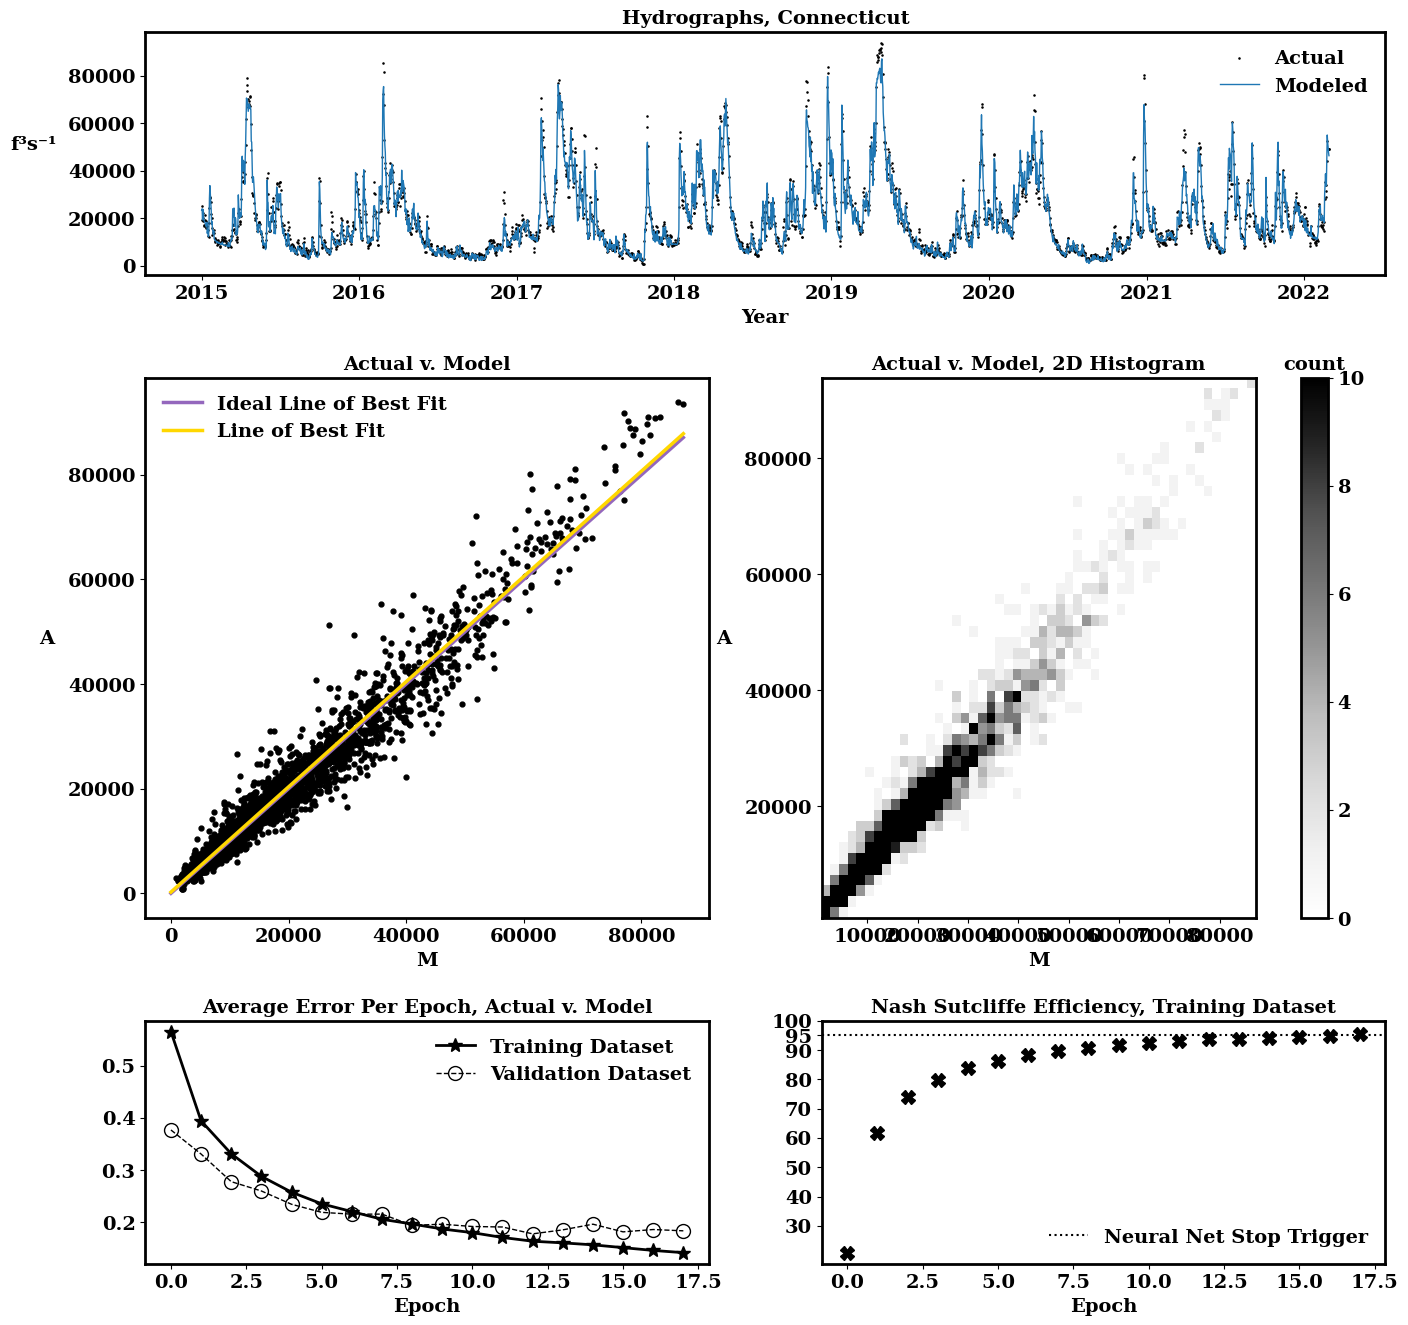 Hydrographs, Connecticut
80000
60000
40000
20000
0
f³s⁻¹
Actual
Modeled
2015 2016 2017 2018 2019 2020 2021 2022
Year
Actual v. Model
Ideal Line of Best Fit
Line of Best Fit
80000
60000
40000
20000
0
A
0 20000 40000 60000 80000
M
Actual v. Model, 2D Histogram
80000
60000
40000
20000
A
10000 20000 30000 40000 50000 60000 70000 80000
M
count
10
8
6
4
2
0
Average Error Per Epoch, Actual v. Model
Training Dataset
Validation Dataset
0.5
0.4
0.3
0.2
0.0 2.5 5.0 7.5 10.0 12.5 15.0 17.5
Epoch
Nash Sutcliffe Efficiency, Training Dataset
100
95
90
80
70
60
50
40
30
Neural Net Stop Trigger
0.0 2.5 5.0 7.5 10.0 12.5 15.0 17.5
Epoch